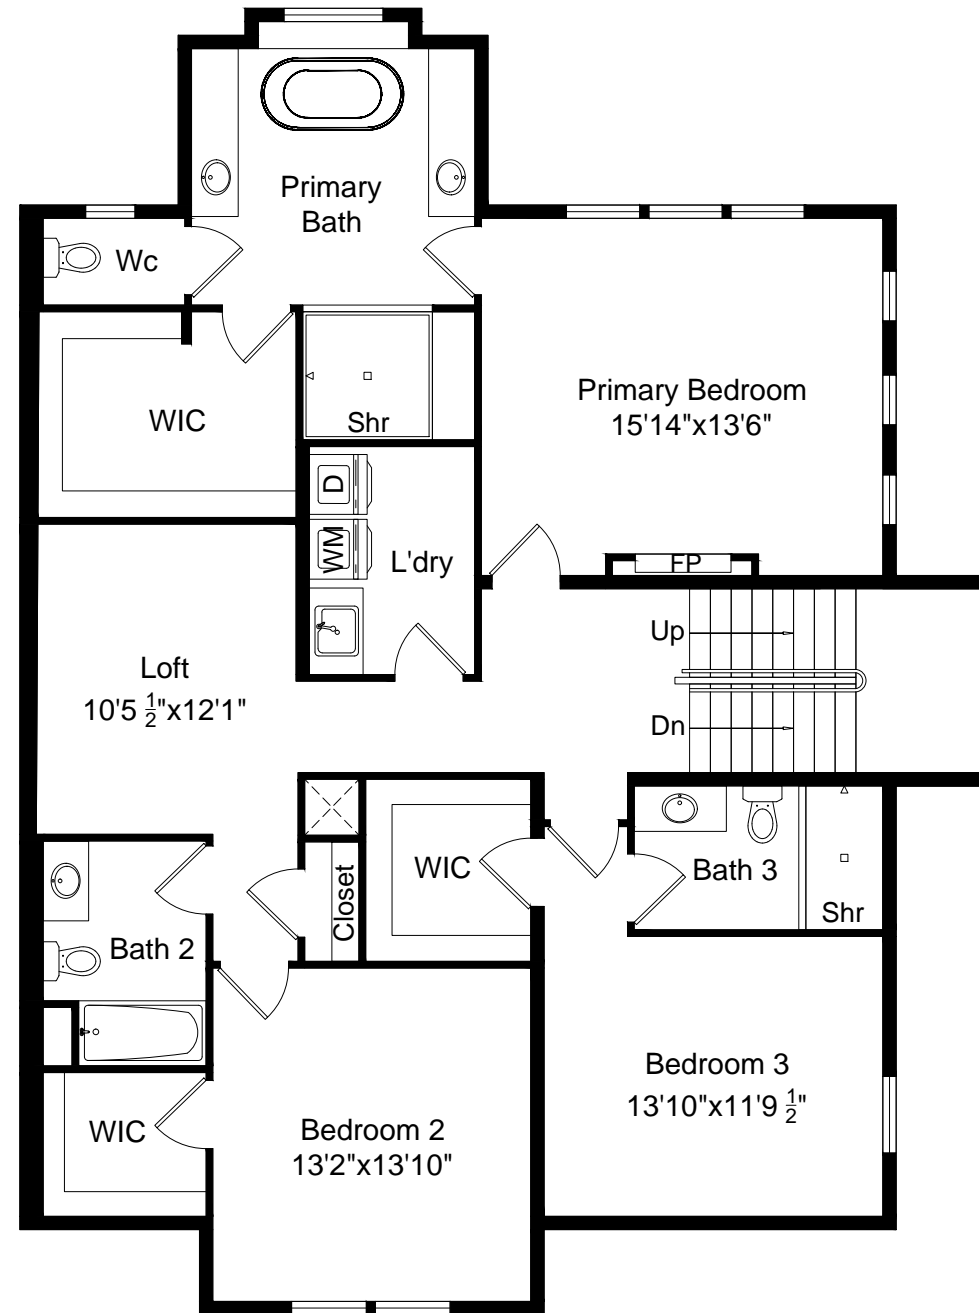 Primary
Bath
Wc
WIC
Shr
Primary Bedroom
15'14"x13'6"
D
WM
L'dry
FP
Up
Dn
Loft
10'5 1/2"x12'1"
WIC
Closet
Bath 3
Shr
Bath 2
WIC
Bedroom 2
13'2"x13'10"
Bedroom 3
13'10"x11'9 1/2"